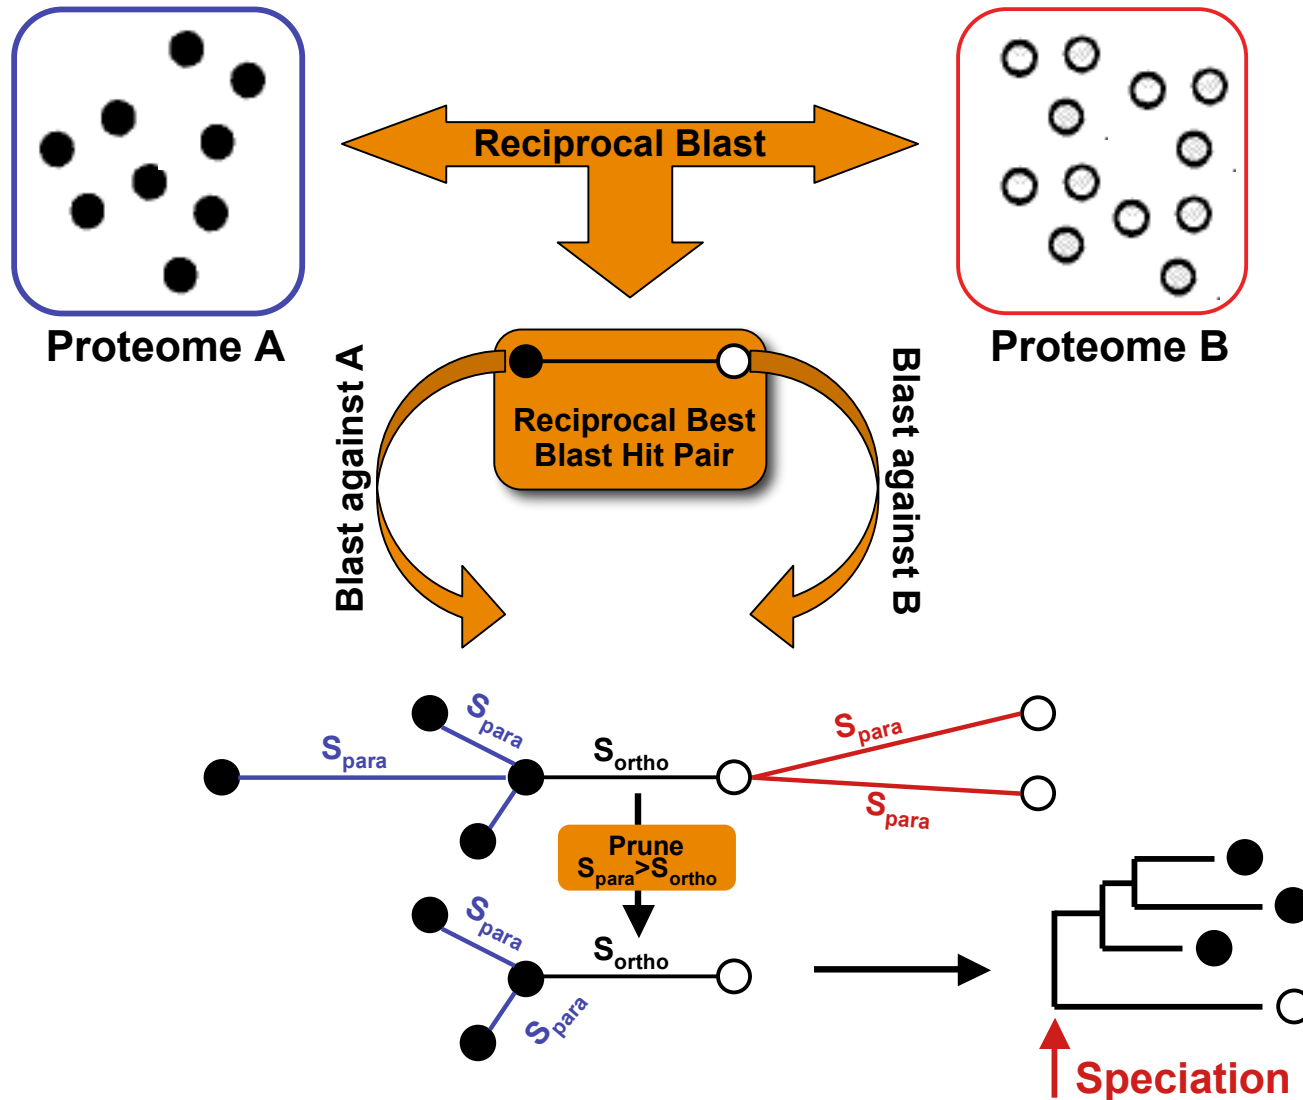 Reciprocal Blast
Proteome A
Proteome B
Blast against A
Reciprocal Best
Blast Hit Pair
Blast against B
Spara
Spara
Sortho
Spara
Spara
Prune
Spara>Sortho
Spara
Sortho
Spara
Speciation